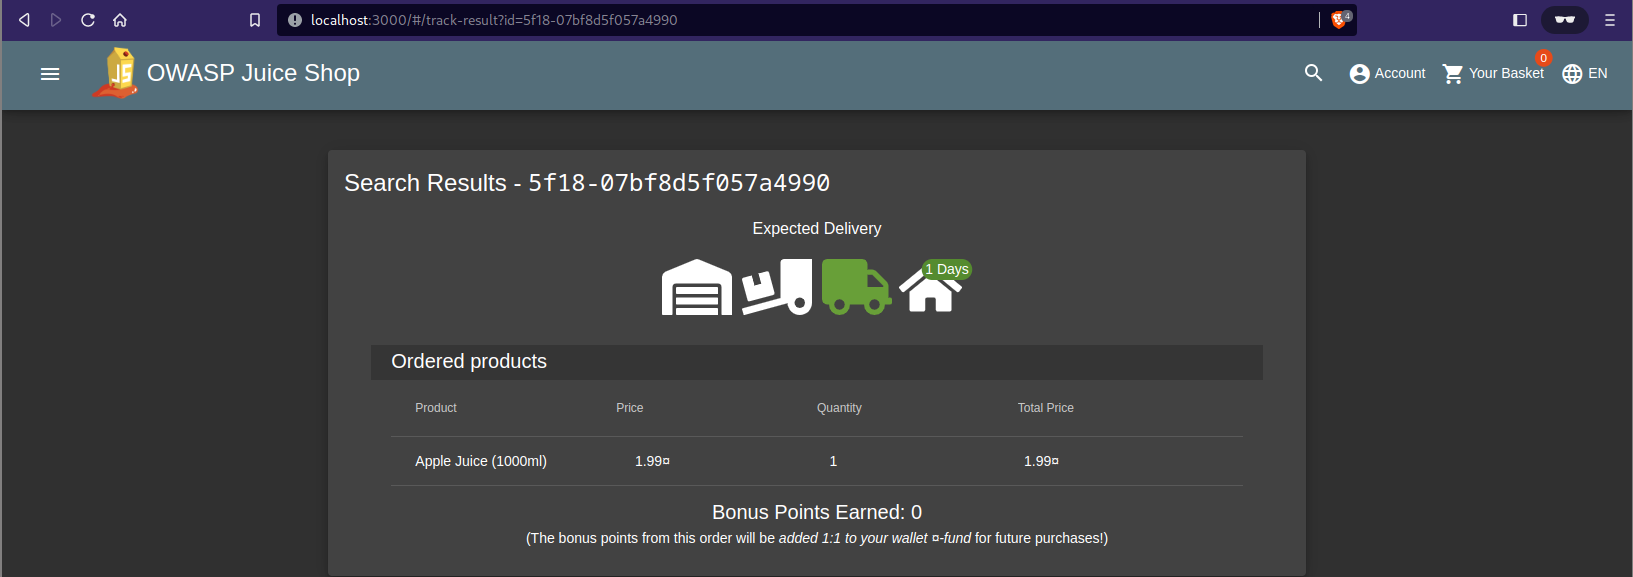 localhost:3000/#/track-result?id=5f18-07bf8d5f057a4990
4
JS
OWASP Juice Shop
Account
Your Basket
0
EN
Search Results - 5f18-07bf8d5f057a4990
Expected Delivery
1 Days
Ordered products
Product Price Quantity Total Price
Apple Juice (1000ml) 1.99¤ 1 1.99¤
Bonus Points Earned: 0
(The bonus points from this order will be added 1:1 to your wallet ¤-fund for future purchases!)